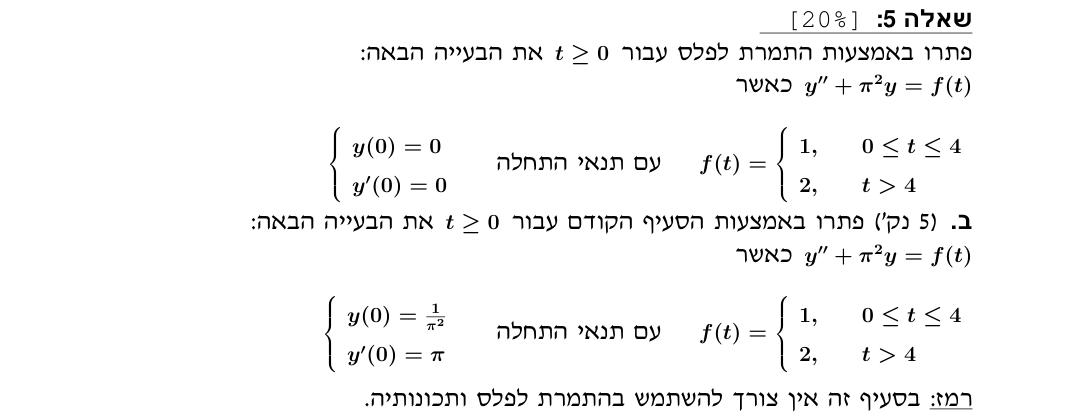 שאלה 5: [20%]
פתרו באמצעות התמרת לפלס עבור t ≥ 0 את הבעייה הבאה:
y″ + π²y = f(t) כאשר
f(t) = { 1, 0 ≤ t ≤ 4 ; 2, t > 4 עם תנאי התחלה { y(0) = 0 ; y′(0) = 0
ב. (5 נק') פתרו באמצעות הסעיף הקודם עבור t ≥ 0 את הבעייה הבאה:
y″ + π²y = f(t) כאשר
f(t) = { 1, 0 ≤ t ≤ 4 ; 2, t > 4 עם תנאי התחלה { y(0) = 1/π² ; y′(0) = π
רמז: בסעיף זה אין צורך להשתמש בהתמרת לפלס ותכונותיה.